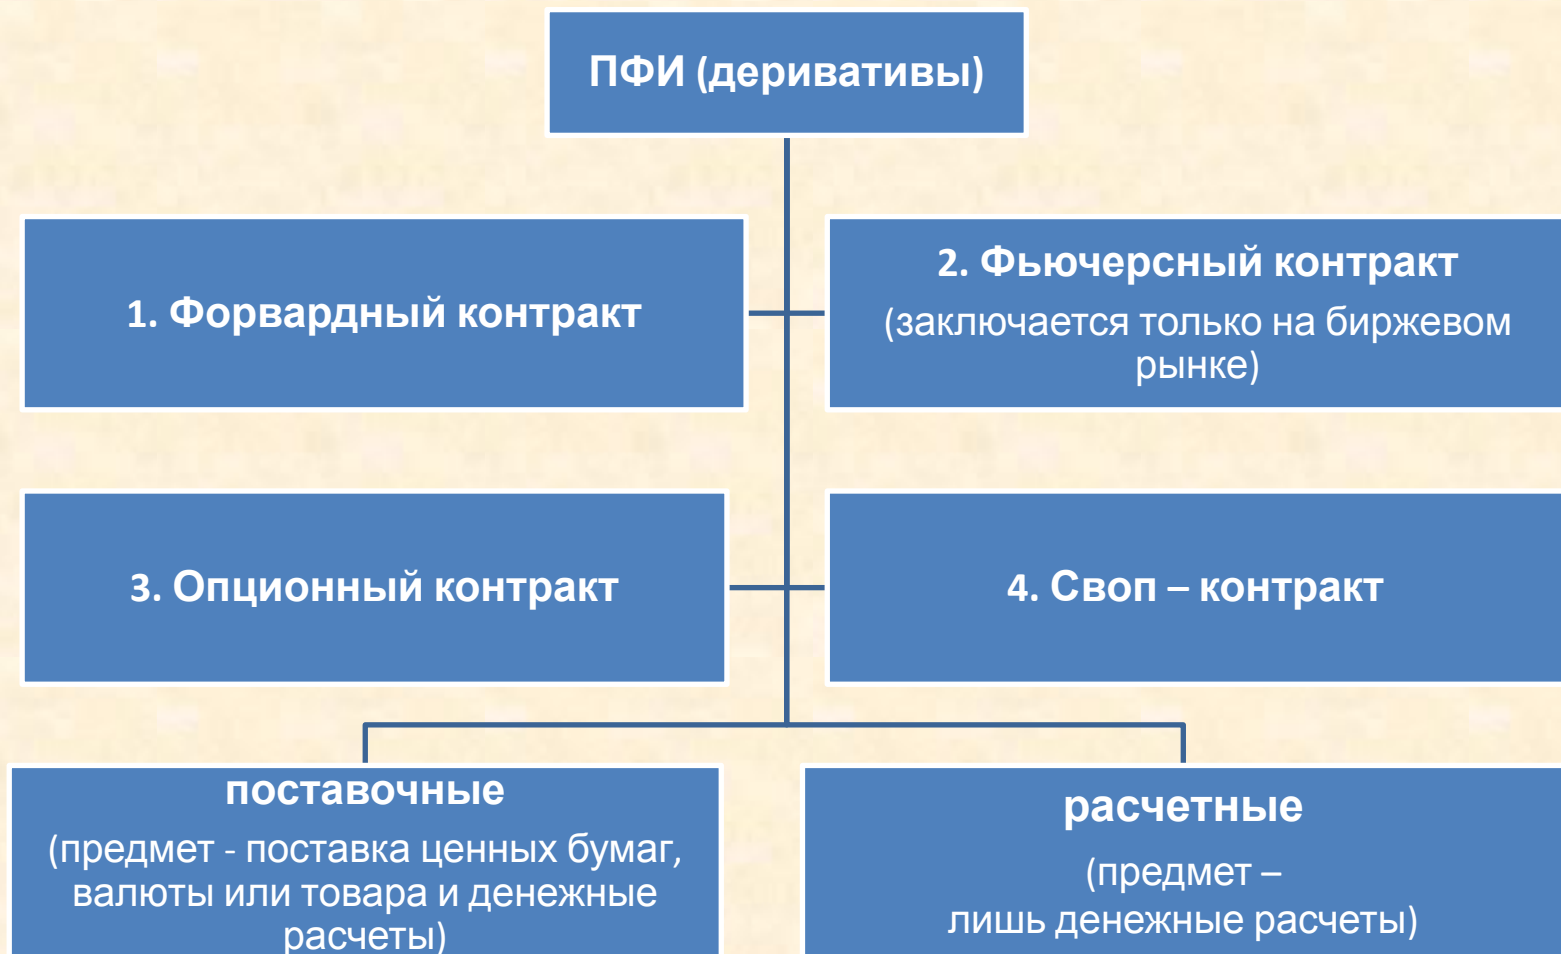 ПФИ (деривативы)
1. Форвардный контракт
2. Фьючерсный контракт
(заключается только на биржевом
рынке)
3. Опционный контракт
4. Своп – контракт
поставочные
(предмет - поставка ценных бумаг,
валюты или товара и денежные
расчеты)
расчетные
(предмет –
лишь денежные расчеты)